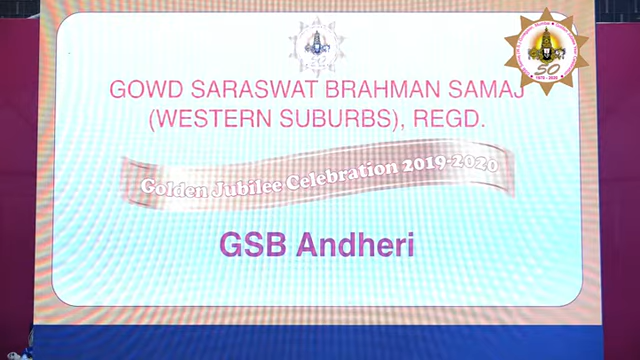 GOWD SARASWAT BRAHMAN SAMAJ
(WESTERN SUBURBS), REGD.
Golden Jubilee Celebration 2019-2020
GSB Andheri
50